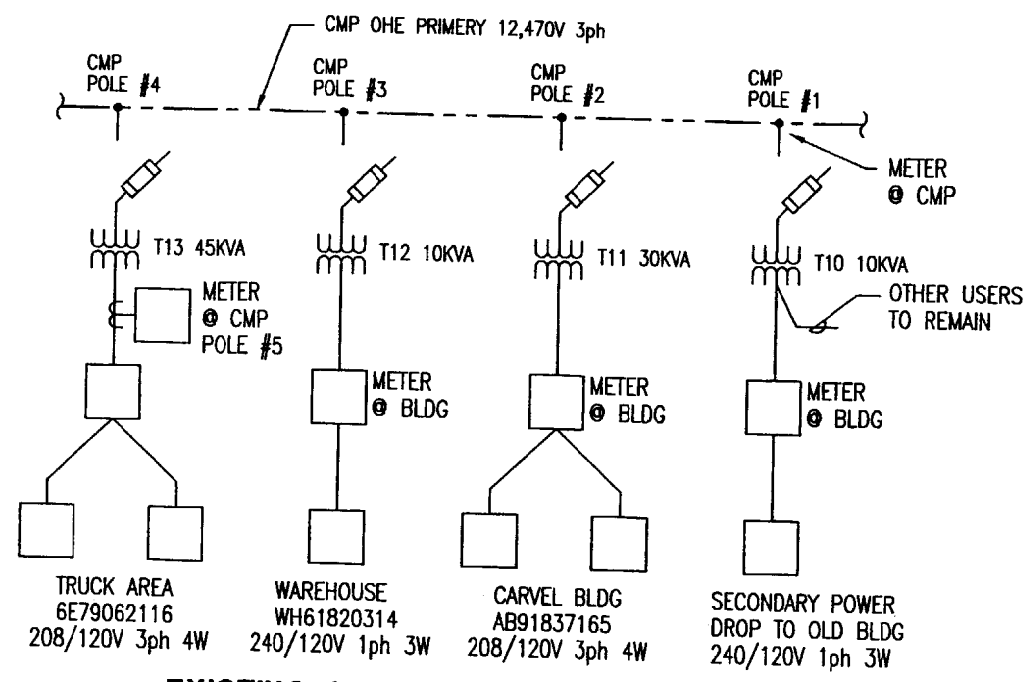 CMP OHE PRIMERY 12,470V 3ph
CMP
POLE #4
CMP
POLE #3
CMP
POLE #2
CMP
POLE #1
METER
@ CMP
T13 45KVA
T12 10KVA
T11 30KVA
T10 10KVA
OTHER USERS
TO REMAIN
METER
@ CMP
POLE #5
METER
@ BLDG
METER
@ BLDG
METER
@ BLDG
TRUCK AREA
6E79062116
208/120V 3ph 4W
WAREHOUSE
WH61820314
240/120V 1ph 3W
CARVEL BLDG
AB91837165
208/120V 3ph 4W
SECONDARY POWER
DROP TO OLD BLDG
240/120V 1ph 3W